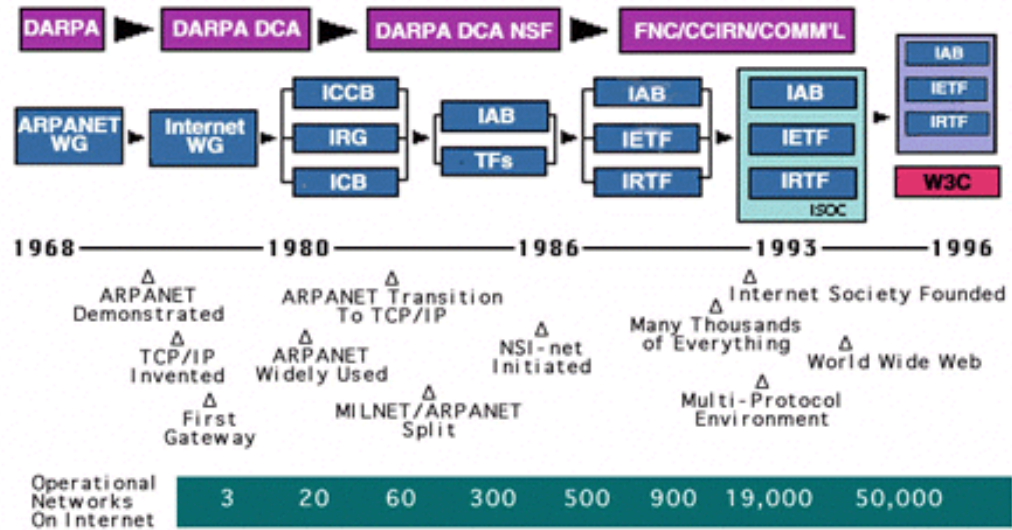 DARPA
DARPA DCA
DARPA DCA NSF
FNC/CCIRN/COMM'L
ARPANET
WG
Internet
WG
ICCB
IRG
ICB
IAB
TFs
IAB
IETF
IRTF
IAB
IETF
IRTF
ISOC
IAB
IETF
IRTF
W3C
1968
1980
1986
1993
1996
ARPANET
Demonstrated
TCP/IP
Invented
First
Gateway
ARPANET Transition
To TCP/IP
ARPANET
Widely Used
MILNET/ARPANET
Split
NSI-net
Initiated
Internet Society Founded
Many Thousands
of Everything
World Wide Web
Multi-Protocol
Environment
Operational
Networks
On Internet
3 20 60 300 500 900 19,000 50,000